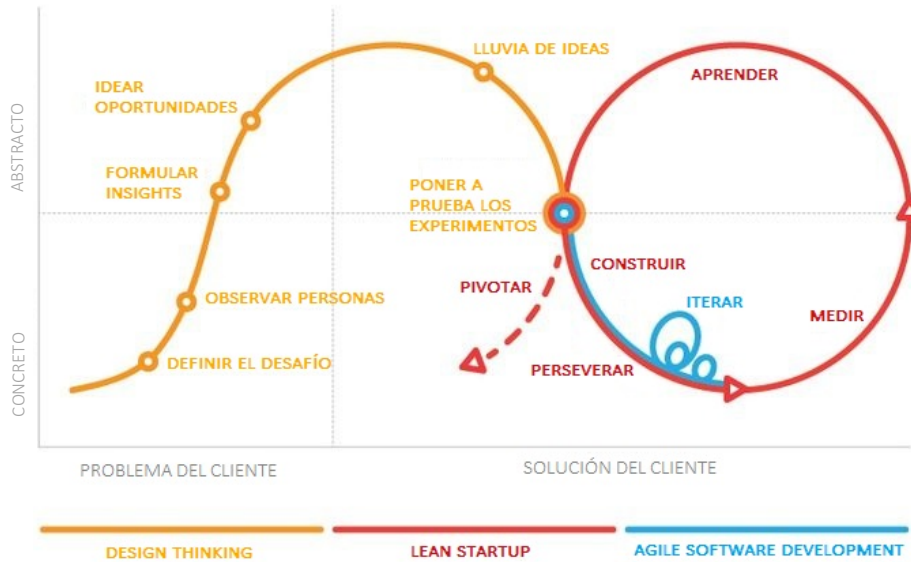 LLUVIA DE IDEAS
APRENDER
IDEAR
OPORTUNIDADES
ABSTRACTO
FORMULAR
INSIGHTS
PONER A
PRUEBA LOS
EXPERIMENTOS
CONSTRUIR
PIVOTAR
OBSERVAR PERSONAS
ITERAR
MEDIR
CONCRETO
DEFINIR EL DESAFÍO
PERSEVERAR
PROBLEMA DEL CLIENTE
SOLUCIÓN DEL CLIENTE
DESIGN THINKING
LEAN STARTUP
AGILE SOFTWARE DEVELOPMENT